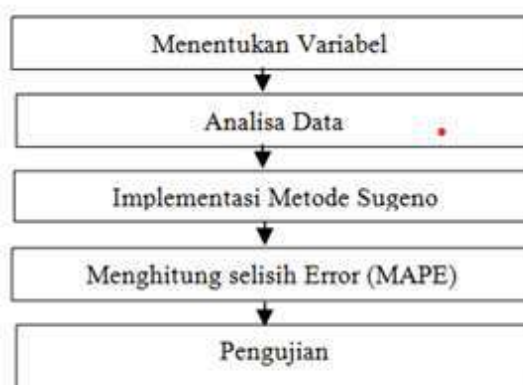 Menentukan Variabel
Analisa Data
Implementasi Metode Sugeno
Menghitung selisih Error (MAPE)
Pengujian